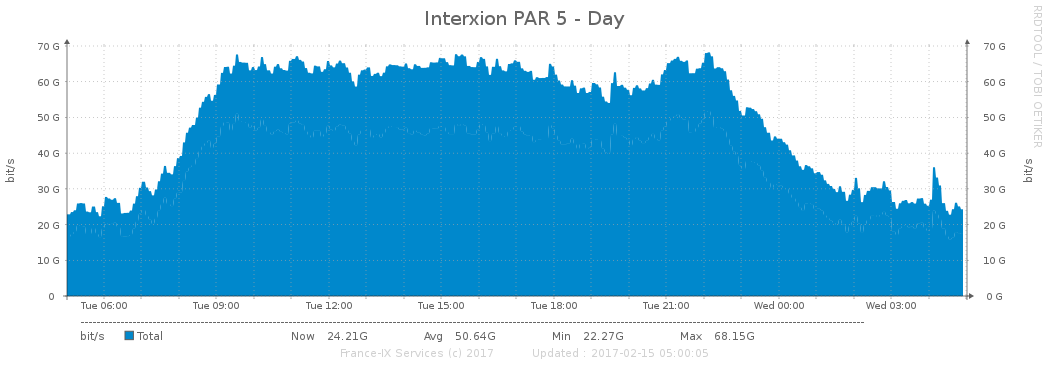 Interxion PAR 5 - Day
RRDTOOL / TOBI OETIKER
70 G 70 G
60 G 60 G
50 G 50 G
40 G 40 G
30 G 30 G
20 G 20 G
10 G 10 G
0 0 G
bit/s
bit/s
Tue 06:00 Tue 09:00 Tue 12:00 Tue 15:00 Tue 18:00 Tue 21:00 Wed 00:00 Wed 03:00
bit/s Total Now 24.21G Avg 50.64G Min 22.27G Max 68.15G
France-IX Services (c) 2017 Updated : 2017-02-15 05:00:05